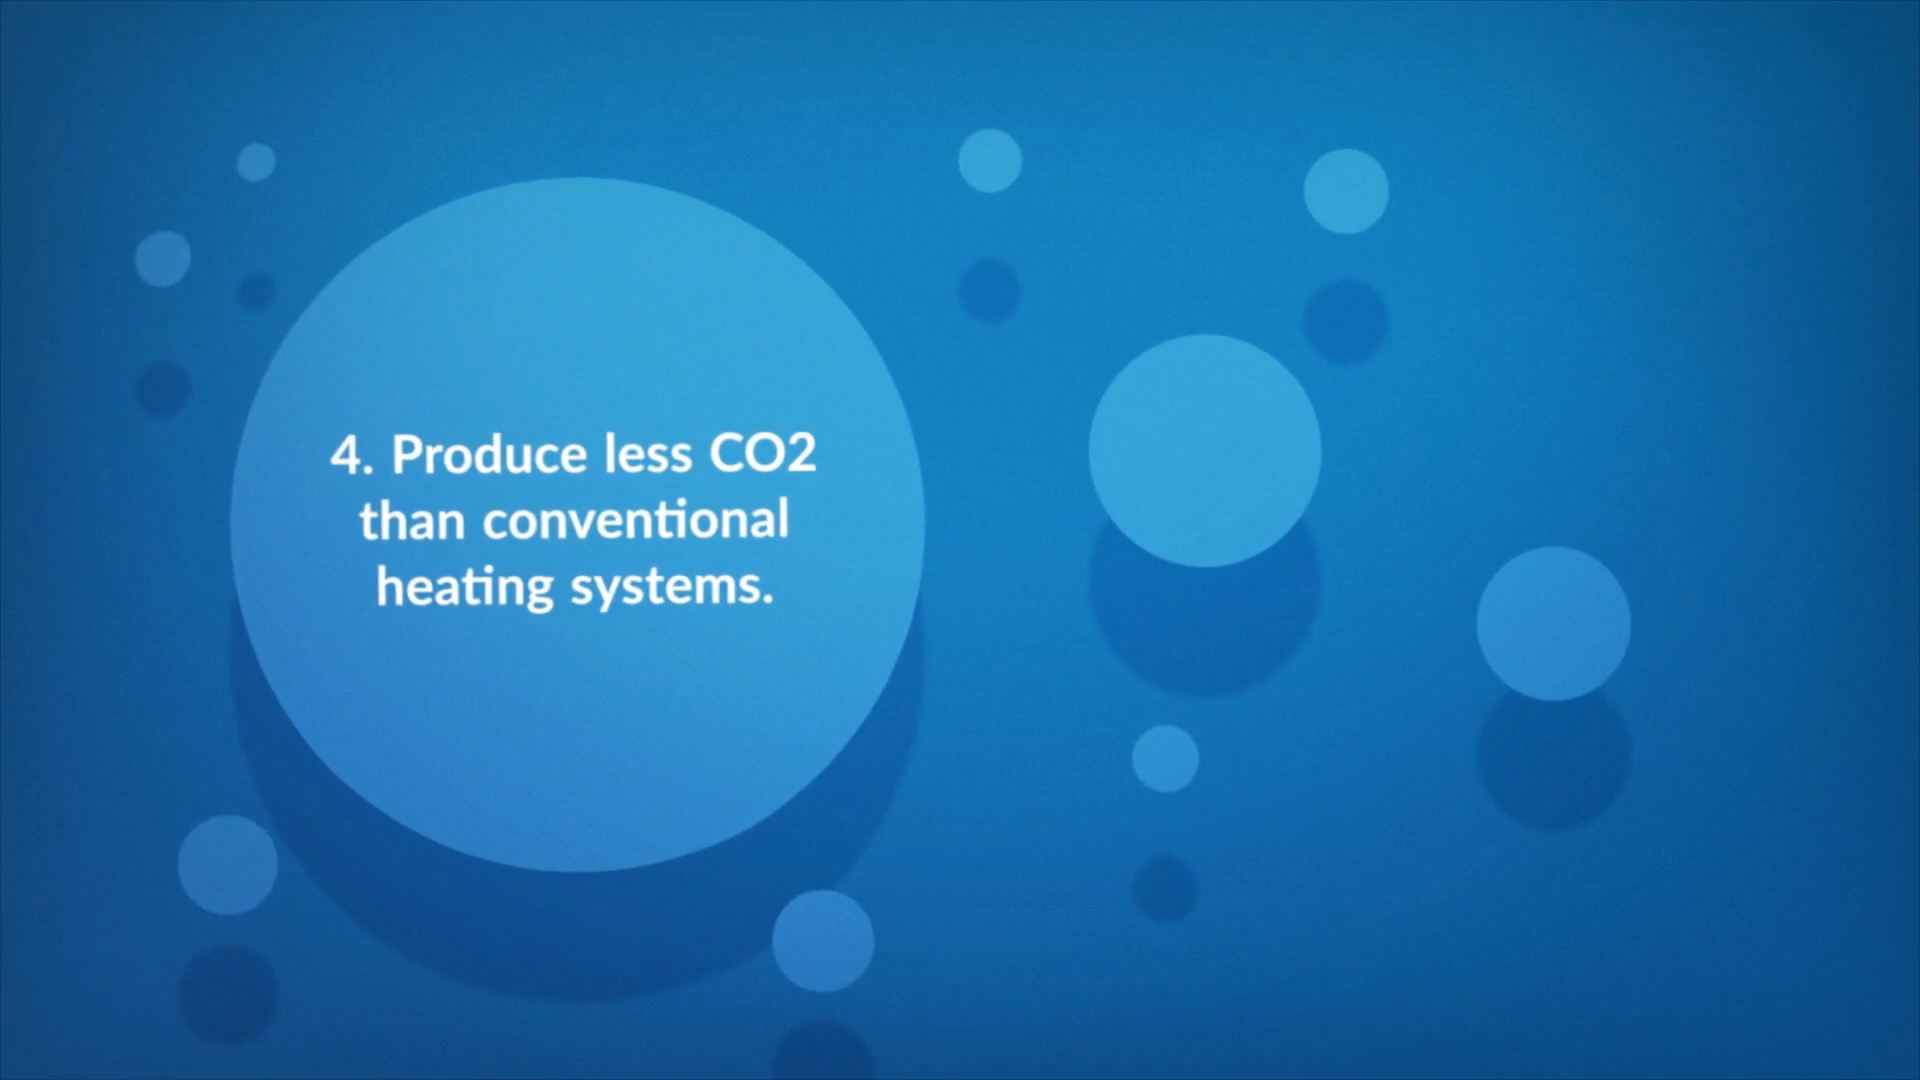 4. Produce less CO2
than conventional
heating systems.